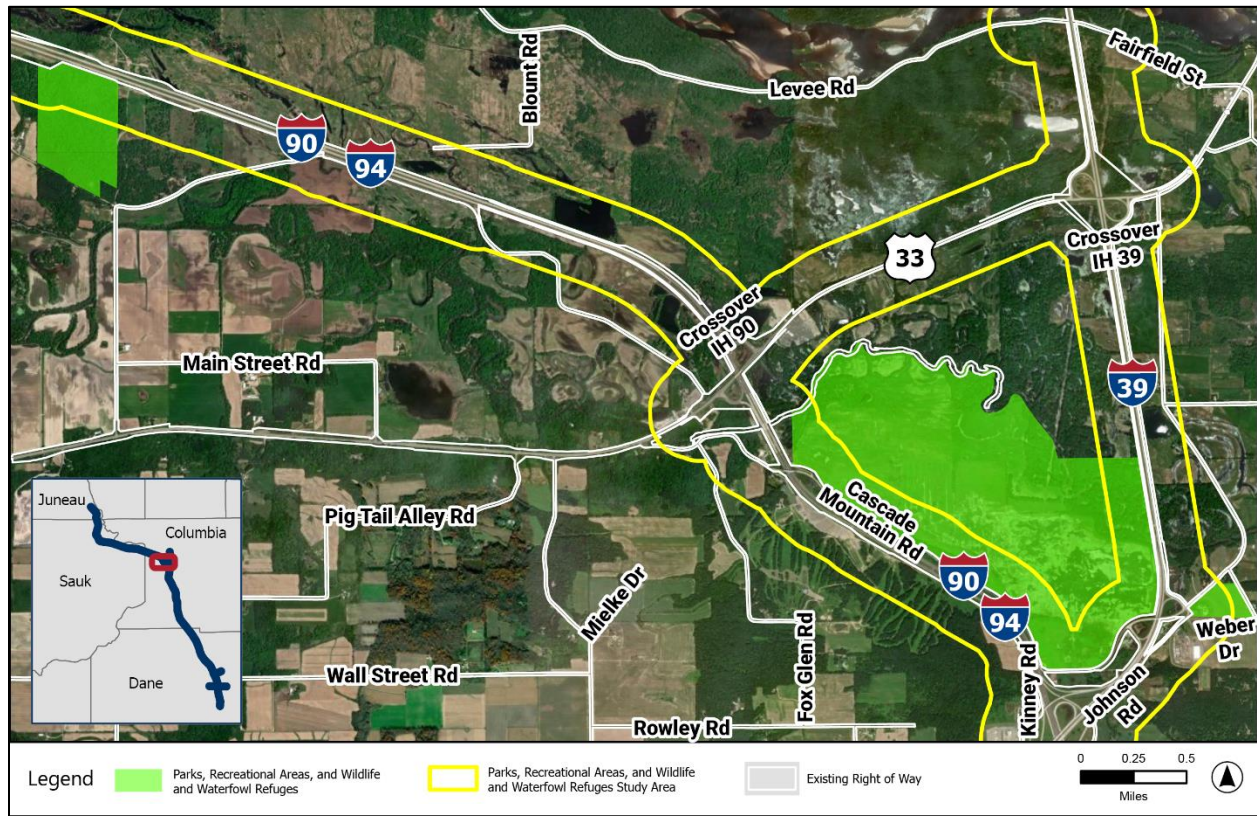 Blount Rd
Levee Rd
Fairfield St
90
94
33
Crossover
IH 39
Crossover
IH 90
39
Main Street Rd
Pig Tail Alley Rd
Cascade
Mountain Rd
90
94
Mielke Dr
Fox Glen Rd
Kinney Rd
Johnson
Rd
Weber
Dr
Wall Street Rd
Rowley Rd
Juneau
Columbia
Sauk
Dane
Legend
Parks, Recreational Areas, and Wildlife
and Waterfowl Refuges
Parks, Recreational Areas, and Wildlife
and Waterfowl Refuges Study Area
Existing Right of Way
0 0.25 0.5
Miles